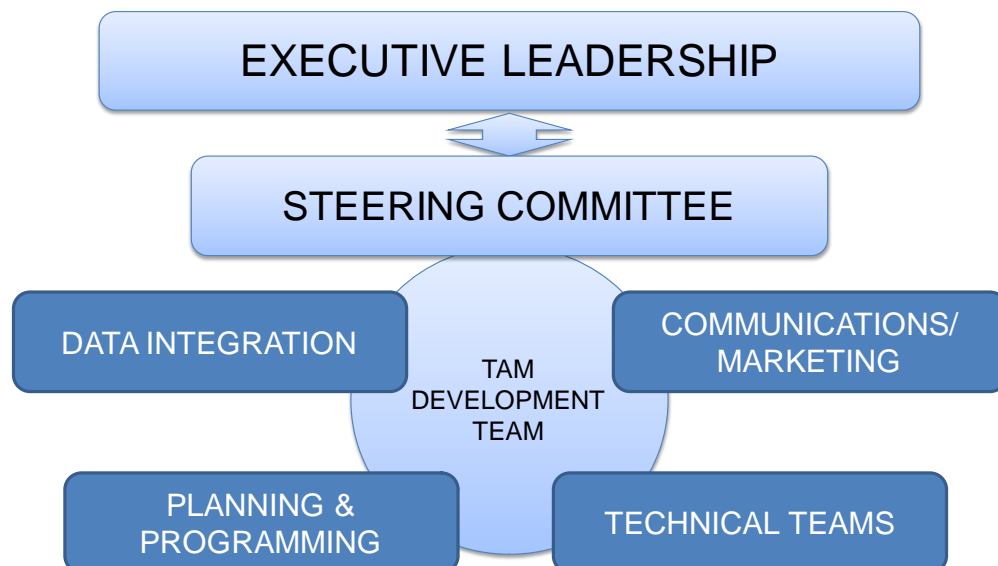 EXECUTIVE LEADERSHIP
STEERING COMMITTEE
DATA INTEGRATION
COMMUNICATIONS/
MARKETING
TAM
DEVELOPMENT
TEAM
PLANNING &
PROGRAMMING
TECHNICAL TEAMS